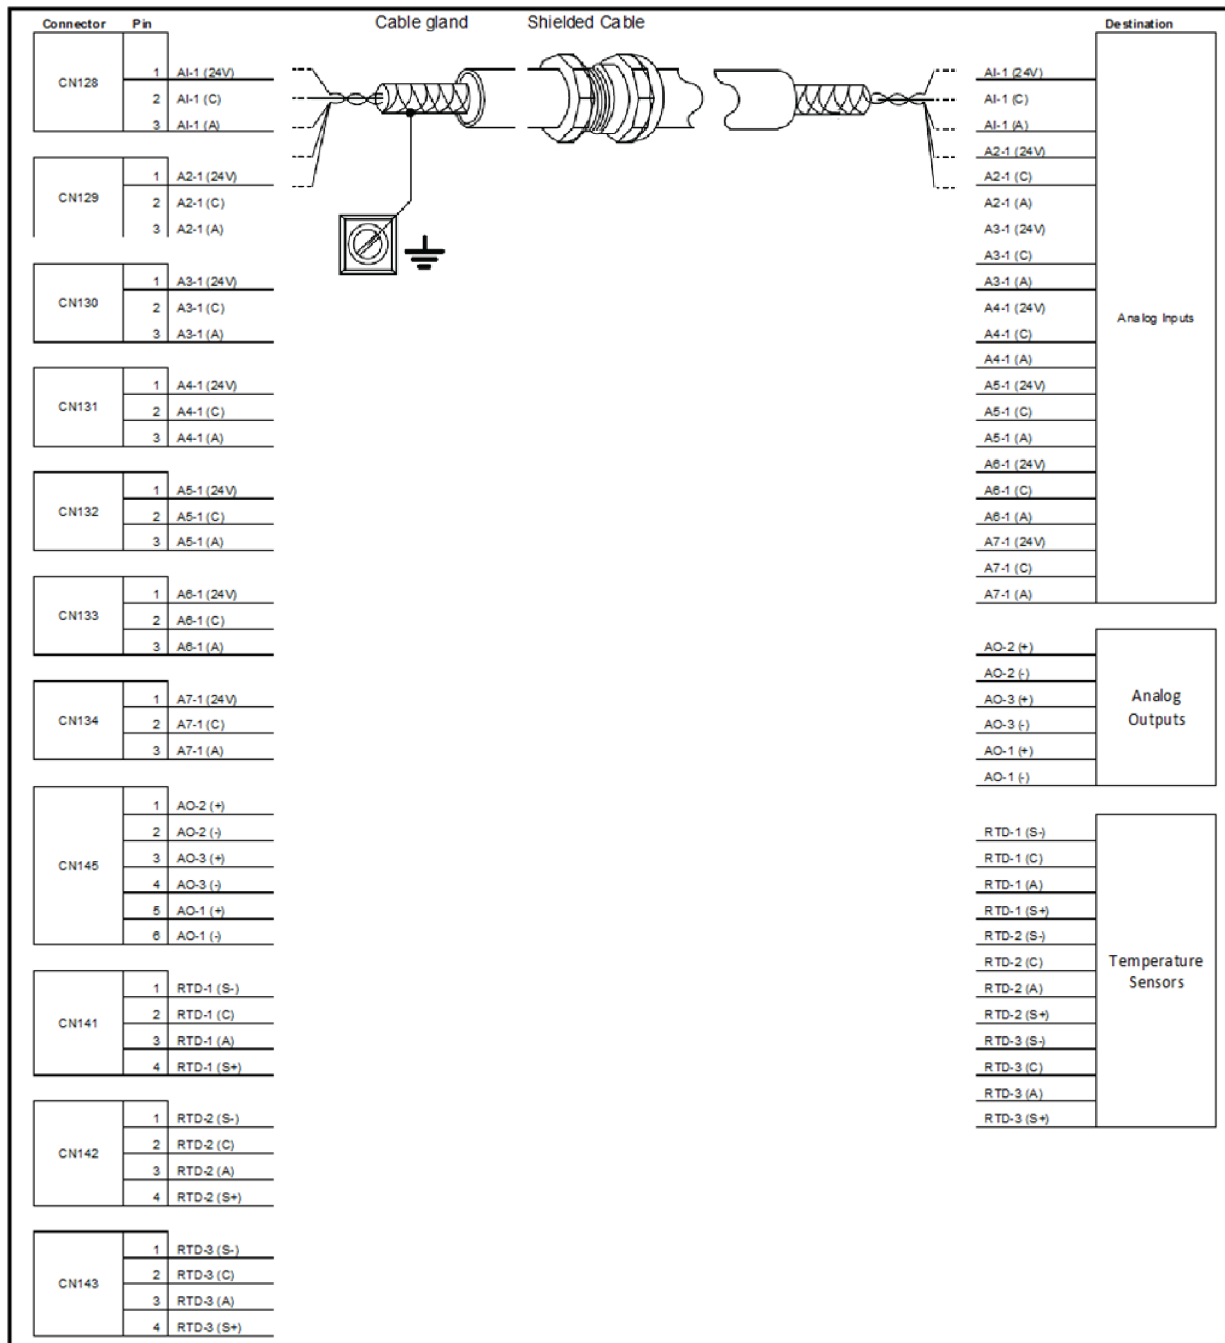 Connector Pin Cable gland Shielded Cable Destination
CN128
1 AI-1 (24V)
2 AI-1 (C)
3 AI-1 (A)
CN129
1 A2-1 (24V)
2 A2-1 (C)
3 A2-1 (A)
CN130
1 A3-1 (24V)
2 A3-1 (C)
3 A3-1 (A)
CN131
1 A4-1 (24V)
2 A4-1 (C)
3 A4-1 (A)
CN132
1 A5-1 (24V)
2 A5-1 (C)
3 A5-1 (A)
CN133
1 A6-1 (24V)
2 A6-1 (C)
3 A6-1 (A)
CN134
1 A7-1 (24V)
2 A7-1 (C)
3 A7-1 (A)
CN145
1 AO-2 (+)
2 AO-2 (-)
3 AO-3 (+)
4 AO-3 (-)
5 AO-1 (+)
6 AO-1 (-)
CN141
1 RTD-1 (S-)
2 RTD-1 (C)
3 RTD-1 (A)
4 RTD-1 (S+)
CN142
1 RTD-2 (S-)
2 RTD-2 (C)
3 RTD-2 (A)
4 RTD-2 (S+)
CN143
1 RTD-3 (S-)
2 RTD-3 (C)
3 RTD-3 (A)
4 RTD-3 (S+)
AI-1 (24V)
AI-1 (C)
AI-1 (A)
A2-1 (24V)
A2-1 (C)
A2-1 (A)
A3-1 (24V)
A3-1 (C)
A3-1 (A)
A4-1 (24V)
A4-1 (C)
A4-1 (A)
A5-1 (24V)
A5-1 (C)
A5-1 (A)
A6-1 (24V)
A6-1 (C)
A6-1 (A)
A7-1 (24V)
A7-1 (C)
A7-1 (A)
Analog Inputs
AO-2 (+)
AO-2 (-)
AO-3 (+)
AO-3 (-)
AO-1 (+)
AO-1 (-)
Analog
Outputs
RTD-1 (S-)
RTD-1 (C)
RTD-1 (A)
RTD-1 (S+)
RTD-2 (S-)
RTD-2 (C)
RTD-2 (A)
RTD-2 (S+)
RTD-3 (S-)
RTD-3 (C)
RTD-3 (A)
RTD-3 (S+)
Temperature
Sensors